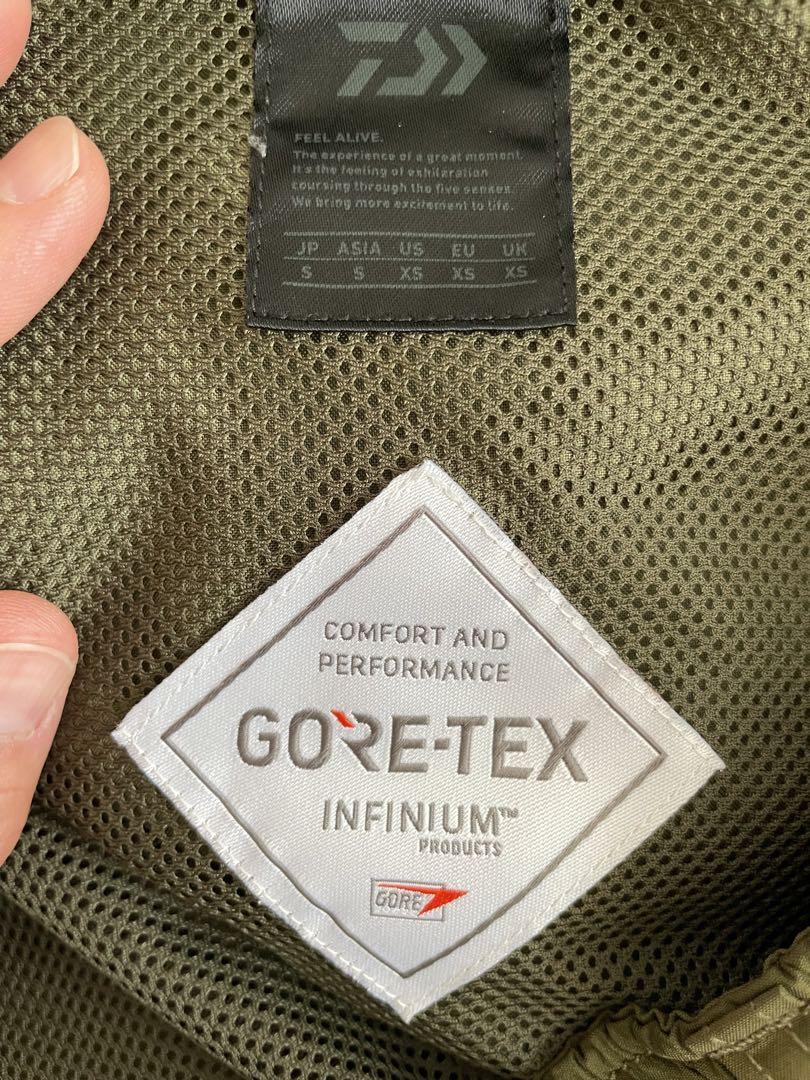 FEEL ALIVE.
The experience of a great moment.
It's the feeling of exhilaration
coursing through the five senses.
We bring more excitement to life.
JP ASIA US EU UK
S S XS XS XS
COMFORT AND
PERFORMANCE
GORE-TEX
INFINIUM™
PRODUCTS
GORE